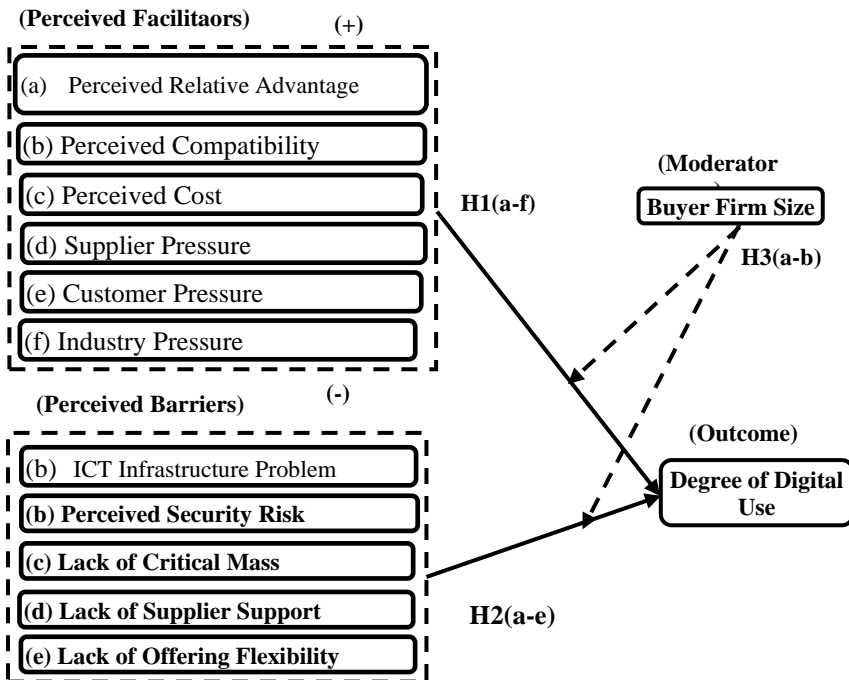 (Perceived Facilitaors) (+)
(a) Perceived Relative Advantage
(b) Perceived Compatibility
(c) Perceived Cost
(d) Supplier Pressure
(e) Customer Pressure
(f) Industry Pressure
H1(a-f)
(Moderator
)
Buyer Firm Size
H3(a-b)
(Perceived Barriers) (-)
(b) ICT Infrastructure Problem
(b) Perceived Security Risk
(c) Lack of Critical Mass
(d) Lack of Supplier Support
(e) Lack of Offering Flexibility
H2(a-e)
(Outcome)
Degree of Digital
Use